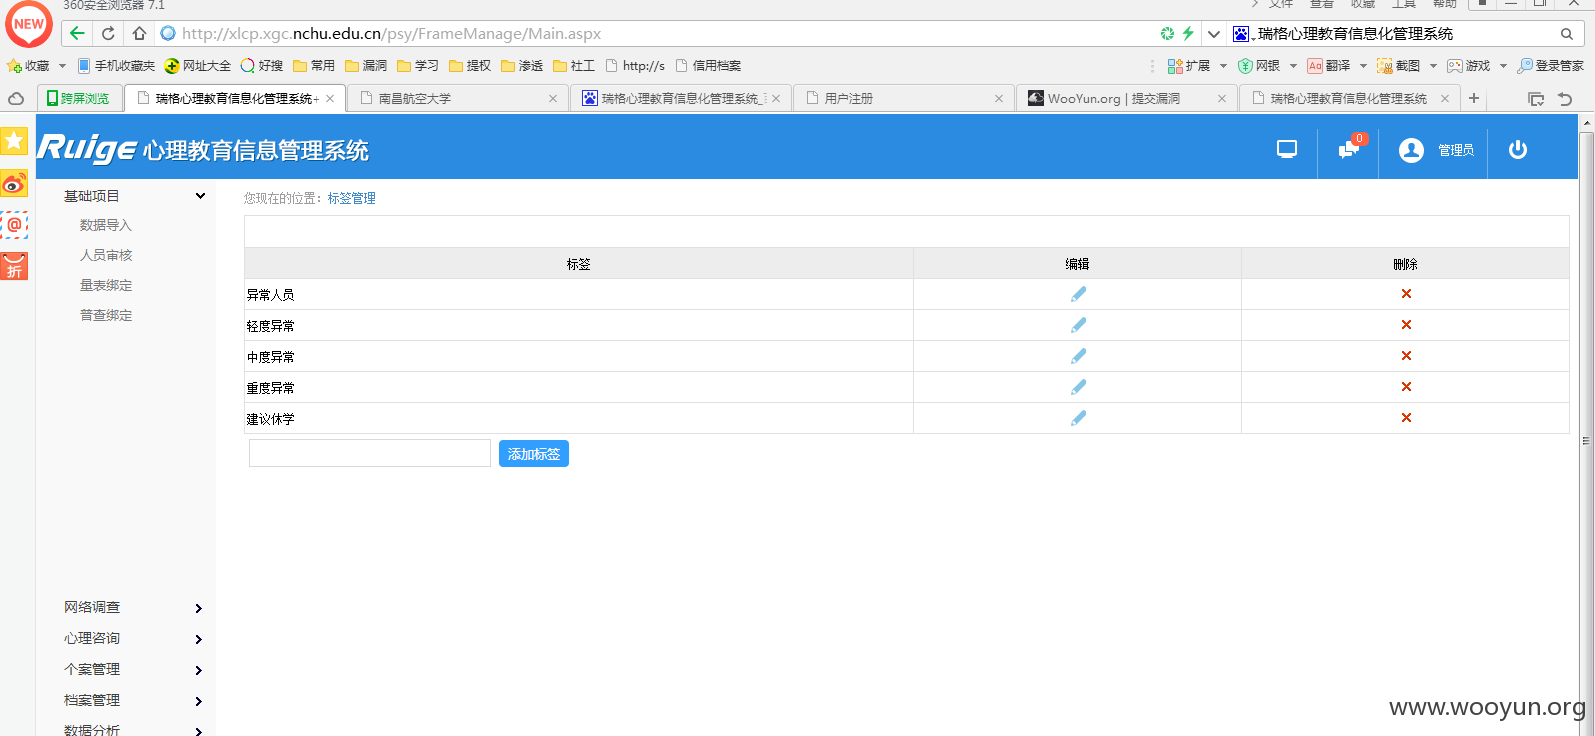 360安全浏览器 7.1
文件 查看 收藏 工具 帮助
NEW
http://xlcp.xgc.nchu.edu.cn/psy/FrameManage/Main.aspx
瑞格心理教育信息化管理系统
收藏 手机收藏夹 网址大全 好搜 常用 漏洞 学习 提权 渗透 社工 http://s 信用档案
扩展 网银 Aa 翻译 截图 游戏 登录管家
跨屏浏览 瑞格心理教育信息化管理系统+ 南昌航空大学 瑞格心理教育信息化管理系统_ 用户注册 WooYun.org | 提交漏洞 瑞格心理教育信息化管理系统
Ruige 心理教育信息管理系统
0
管理员
@
折
基础项目
数据导入
人员审核
量表绑定
普查绑定
网络调查
心理咨询
个案管理
档案管理
数据分析
您现在的位置：标签管理
标签 编辑 删除
异常人员
轻度异常
中度异常
重度异常
建议休学
添加标签
www.wooyun.org